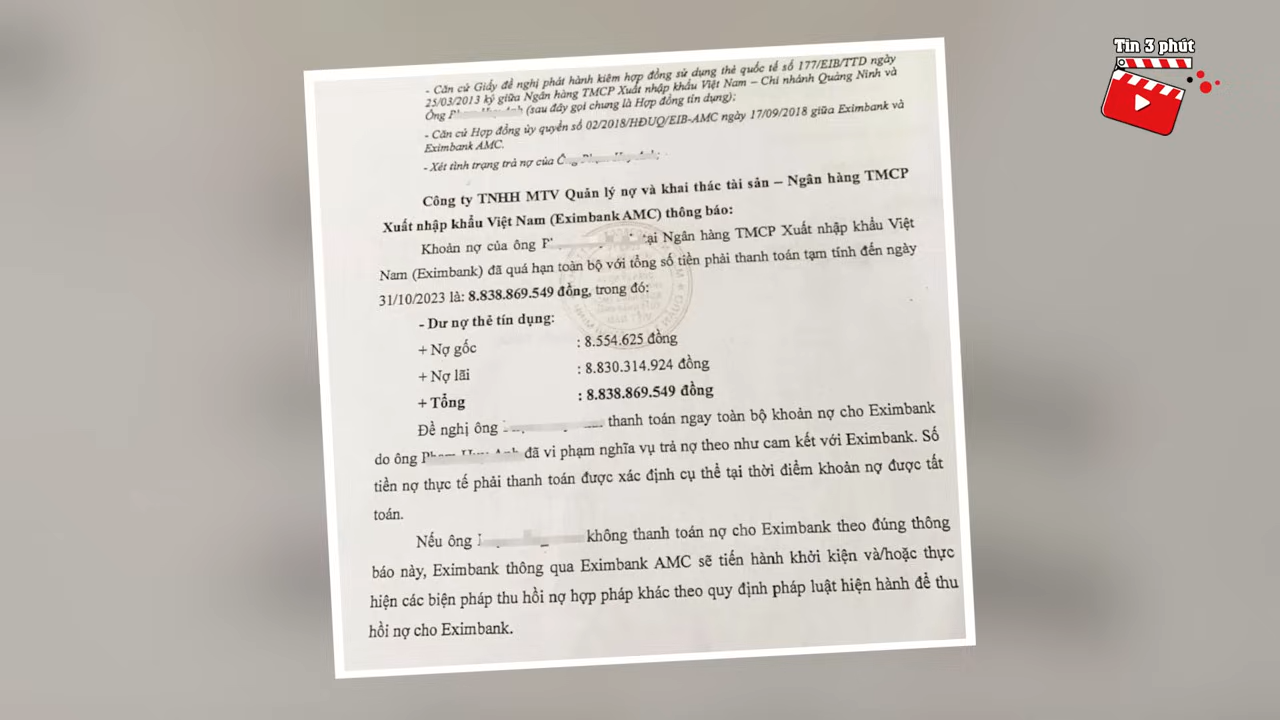 Tin 3 phút
- Căn cứ Giấy đề nghị phát hành kiêm hợp đồng sử dụng thẻ quốc tế số 177/EIB/TTD ngày
25/03/2013 ký giữa Ngân hàng TMCP Xuất nhập khẩu Việt Nam – Chi nhánh Quảng Ninh và
Ông (sau đây gọi chung là Hợp đồng tín dụng);
- Căn cứ Hợp đồng ủy quyền số 02/2018/HĐUQ/EIB-AMC ngày 17/09/2018 giữa Eximbank và
Eximbank AMC.
- Xét tình trạng trả nợ của
Công ty TNHH MTV Quản lý nợ và khai thác tài sản – Ngân hàng TMCP
Xuất nhập khẩu Việt Nam (Eximbank AMC) thông báo:
Khoản nợ của ông tại Ngân hàng TMCP Xuất nhập khẩu Việt
Nam (Eximbank) đã quá hạn toàn bộ với tổng số tiền phải thanh toán tạm tính đến ngày
31/10/2023 là: 8.838.869.549 đồng, trong đó:
- Dư nợ thẻ tín dụng:
+ Nợ gốc : 8.554.625 đồng
+ Nợ lãi : 8.830.314.924 đồng
+ Tổng : 8.838.869.549 đồng
Đề nghị ông thanh toán ngay toàn bộ khoản nợ cho Eximbank
do ông đã vi phạm nghĩa vụ trả nợ theo như cam kết với Eximbank. Số
tiền nợ thực tế phải thanh toán được xác định cụ thể tại thời điểm khoản nợ được tất
toán.
Nếu ông không thanh toán nợ cho Eximbank theo đúng thông
báo này, Eximbank thông qua Eximbank AMC sẽ tiến hành khởi kiện và/hoặc thực
hiện các biện pháp thu hồi nợ hợp pháp khác theo quy định pháp luật hiện hành để thu
hồi nợ cho Eximbank.